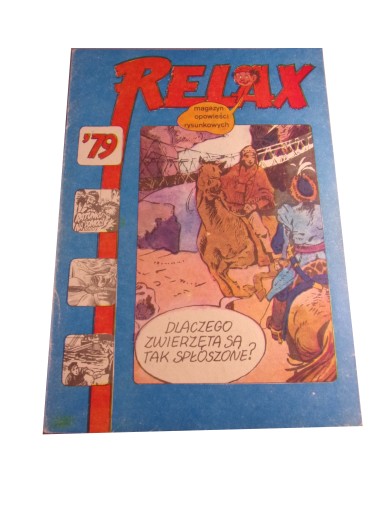 RELAX
magazyn
opowieści
rysunkowych
'79
DLACZEGO
ZWIERZĘTA SĄ
TAK SPŁOSZONE?